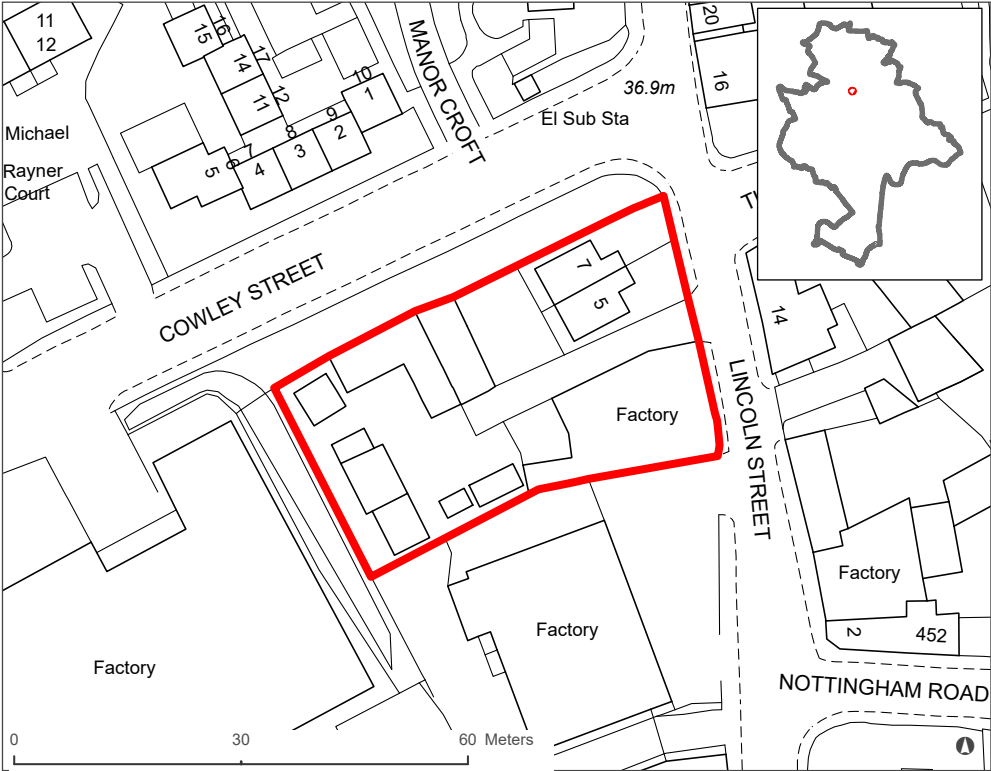 11
12
15
16
14
17
11
12
10
1
9
2
8
3
7
4
6
5
MANOR CROFT
20
16
36.9m
El Sub Sta
Michael
Rayner
Court
COWLEY STREET
7
5
14
LINCOLN STREET
Factory
Factory
Factory
Factory
2
452
NOTTINGHAM ROAD
0
30
60 Meters